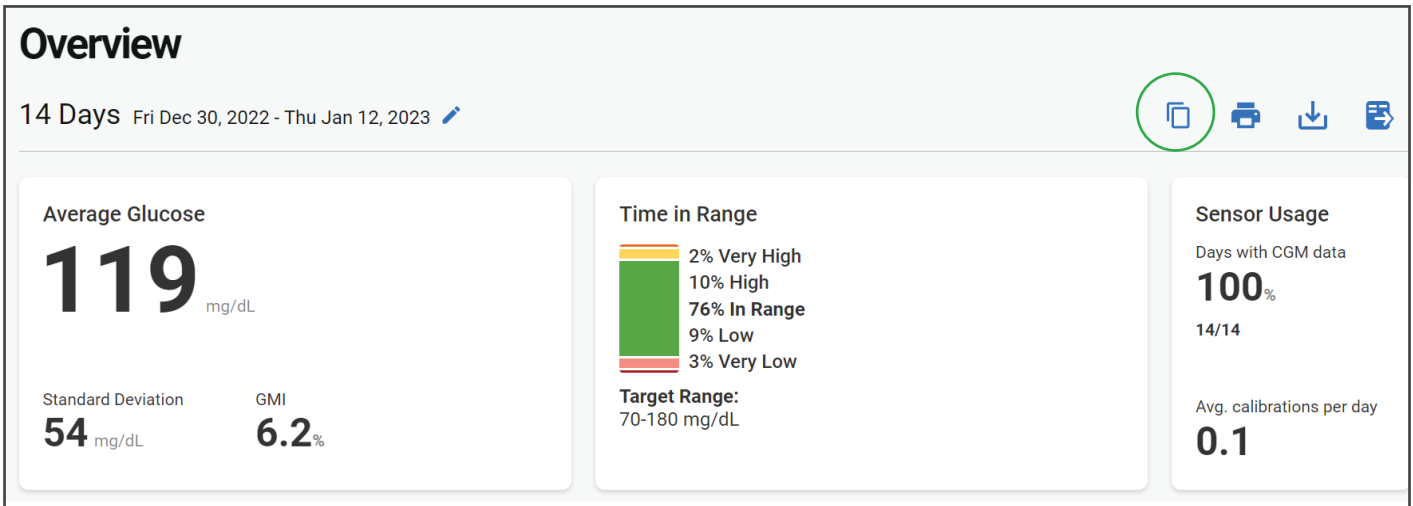 Overview
14 Days Fri Dec 30, 2022 - Thu Jan 12, 2023
Average Glucose
119 mg/dL
Standard Deviation
54 mg/dL
GMI
6.2%
Time in Range
2% Very High
10% High
76% In Range
9% Low
3% Very Low
Target Range:
70-180 mg/dL
Sensor Usage
Days with CGM data
100%
14/14
Avg. calibrations per day
0.1